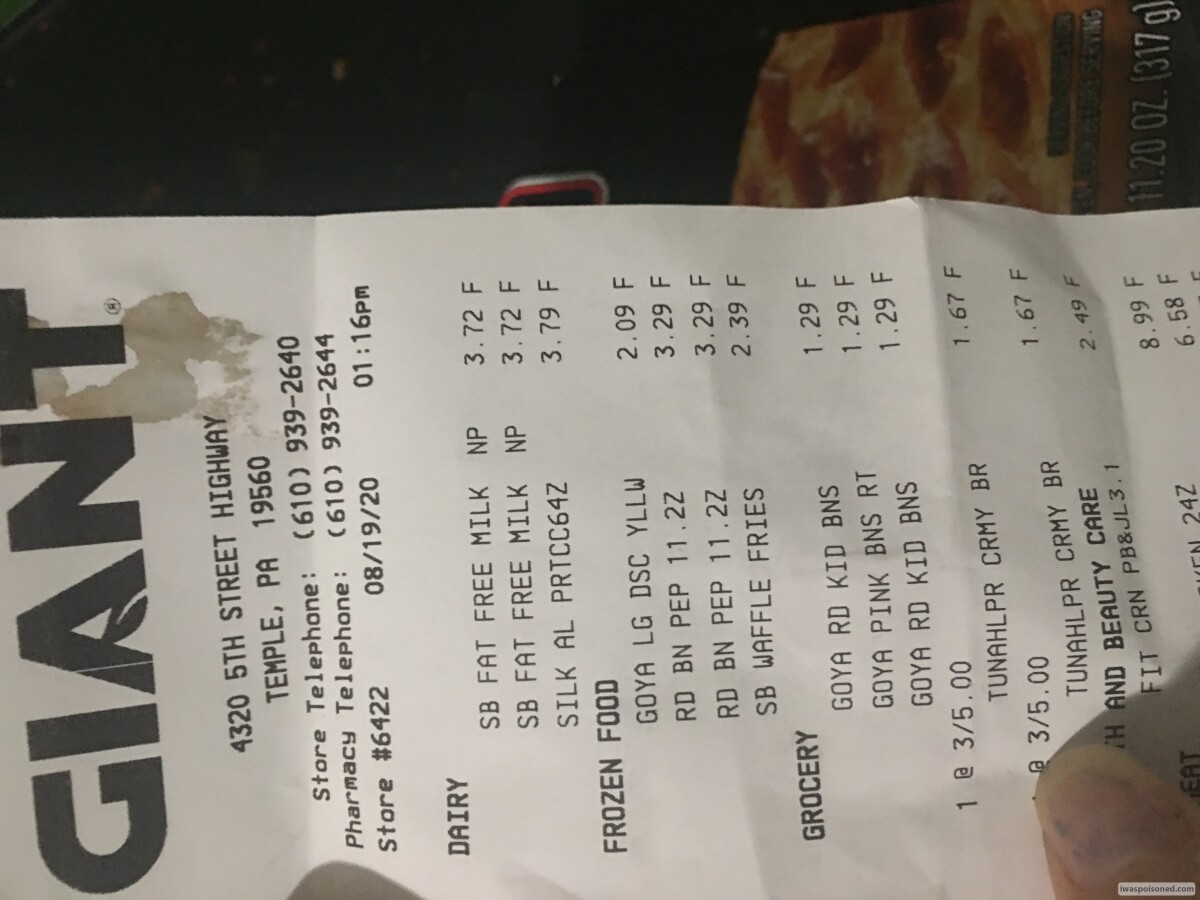 GIANT®
4320 5TH STREET HIGHWAY
TEMPLE, PA 19560
Store Telephone: (610) 939-2640
Pharmacy Telephone: (610) 939-2644
Store #6422 08/19/20 01:16pm
DAIRY
SB FAT FREE MILK NP 3.72 F
SB FAT FREE MILK NP 3.72 F
SILK AL PRTCC64Z 3.79 F
FROZEN FOOD
GOYA LG DSC YLLW 2.09 F
RD BN PEP 11.2Z 3.29 F
RD BN PEP 11.2Z 3.29 F
SB WAFFLE FRIES 2.39 F
GROCERY
GOYA RD KID BNS 1.29 F
GOYA PINK BNS RT 1.29 F
GOYA RD KID BNS 1.29 F
1 @ 3/5.00
TUNAHLPR CRMY BR 1.67 F
@ 3/5.00
TUNAHLPR CRMY BR 1.67 F
TH AND BEAUTY CARE
FIT CRN PB&JL3.1 2.49 F
EAT
KEN 24Z 8.99 F
6.58 F
SERVING SUGGESTION
BEFORE SERVING
11.20 OZ. (317 g)
iwaspoisoned.com